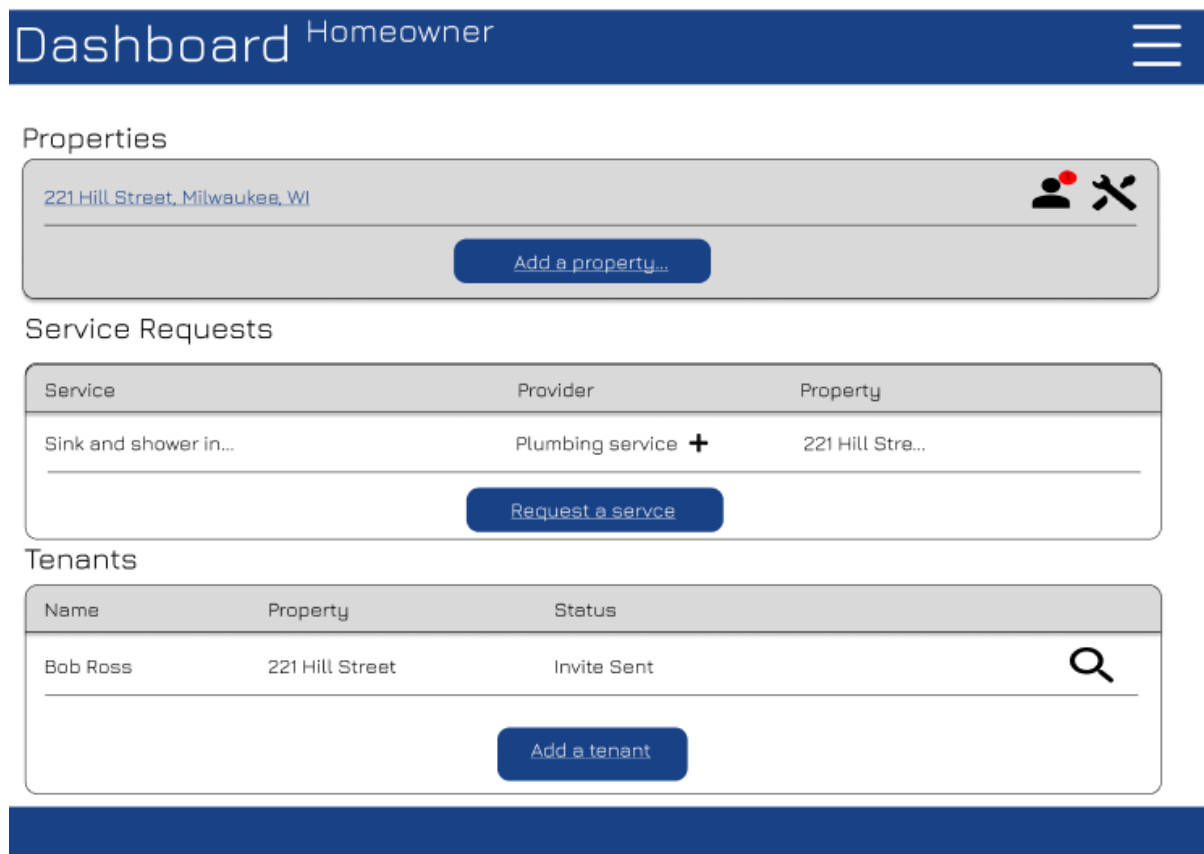 Dashboard Homeowner
Properties
221 Hill Street, Milwaukee, WI
Add a property...
Service Requests
Service Provider Property
Sink and shower in... Plumbing service 221 Hill Stre...
Request a servce
Tenants
Name Property Status
Bob Ross 221 Hill Street Invite Sent
Add a tenant